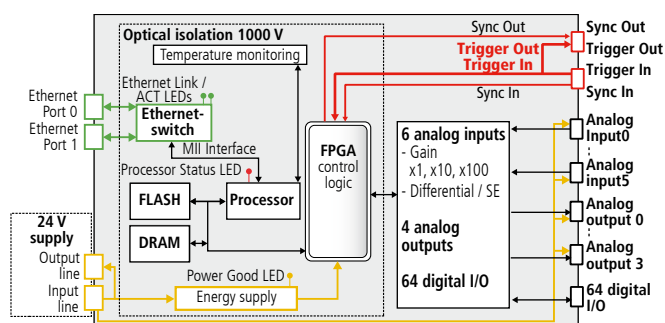 Optical isolation 1000 V
Temperature monitoring
Sync Out
Trigger Out
Trigger In
Sync In
Sync Out
Trigger Out
Trigger In
Sync In
Ethernet Link /
ACT LEDs
Ethernet
Port 0
Ethernet
Port 1
Ethernet-
switch
MII Interface
Processor Status LED
FLASH
Processor
DRAM
FPGA
control
logic
6 analog inputs
- Gain
x1, x10, x100
- Differential / SE
4 analog
outputs
64 digital I/O
Analog
Input0
Analog
input5
Analog
output 0
Analog
output 3
64 digital
I/O
24 V
supply
Output
line
Input
line
Power Good LED
Energy supply